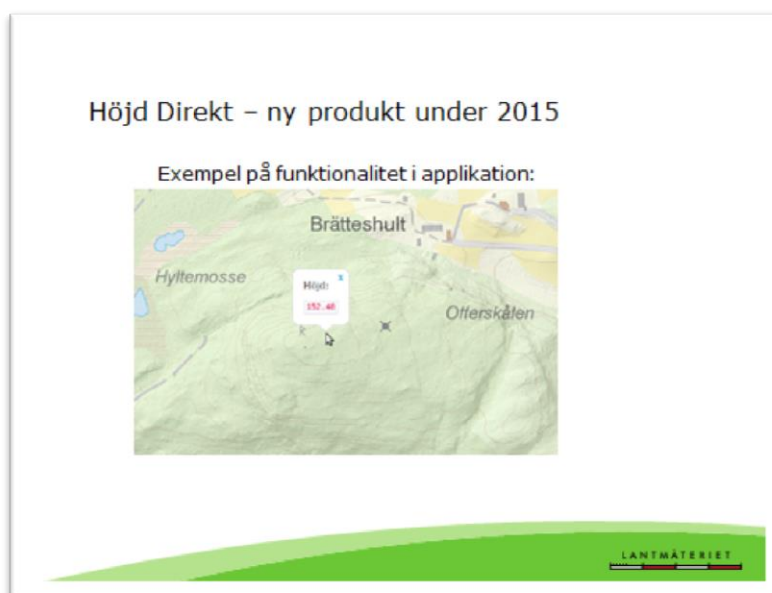 Höjd Direkt – ny produkt under 2015
Exempel på funktionalitet i applikation:
Brätteshult
Hyltemosse
x
Höjd:
152.48
Offerskålen
LANTMÄTERIET